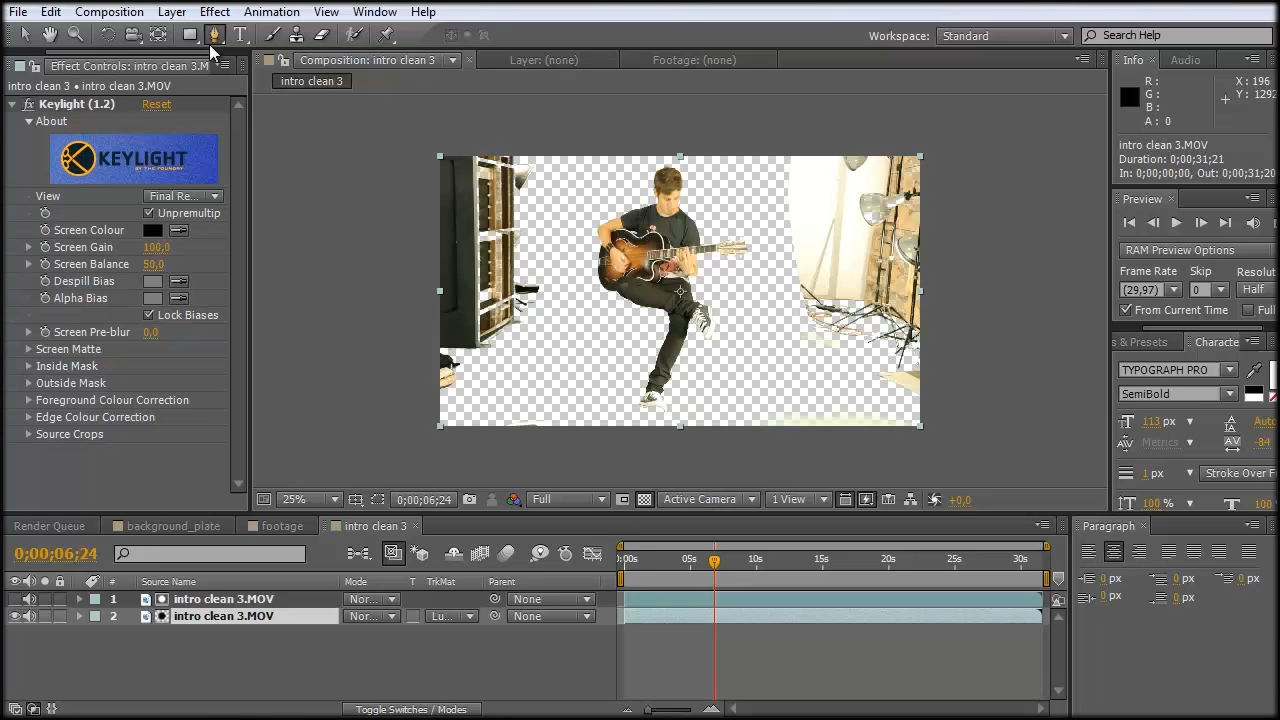 File Edit Composition Layer Effect Animation View Window Help
Workspace: Standard Search Help
Effect Controls: intro clean 3.M
Composition: intro clean 3 Layer: (none) Footage: (none)
Info Audio
intro clean 3 • intro clean 3.MOV
intro clean 3
R :
G :
B :
A : 0
X : 196
Y : 1292
fx Keylight (1.2) Reset
About
KEYLIGHT
BY THE FOUNDRY
View Final Re...
Unpremultip
Screen Colour
Screen Gain 100,0
Screen Balance 50,0
Despill Bias
Alpha Bias
Lock Biases
Screen Pre-blur 0,0
Screen Matte
Inside Mask
Outside Mask
Foreground Colour Correction
Edge Colour Correction
Source Crops
intro clean 3.MOV
Duration: 0;00;31;21
In: 0;00;00;00, Out: 0;00;31;20
Preview
RAM Preview Options
Frame Rate Skip Resolut
(29,97) 0 Half
From Current Time Full
s & Presets Characte
TYPOGRAPH PRO
SemiBold
113 px Auto
Metrics -84
1 px Stroke Over F
100 % 100
25% 0;00;06;24 Full Active Camera 1 View +0,0
Render Queue background_plate footage intro clean 3
Paragraph
0;00;06;24
):00s 05s 10s 15s 20s 25s 30s
# Source Name Mode T TrkMat Parent
1 intro clean 3.MOV Nor... None
2 intro clean 3.MOV Nor... Lu... None
0 px 0 px 0 px
0 px 0 px
Toggle Switches / Modes